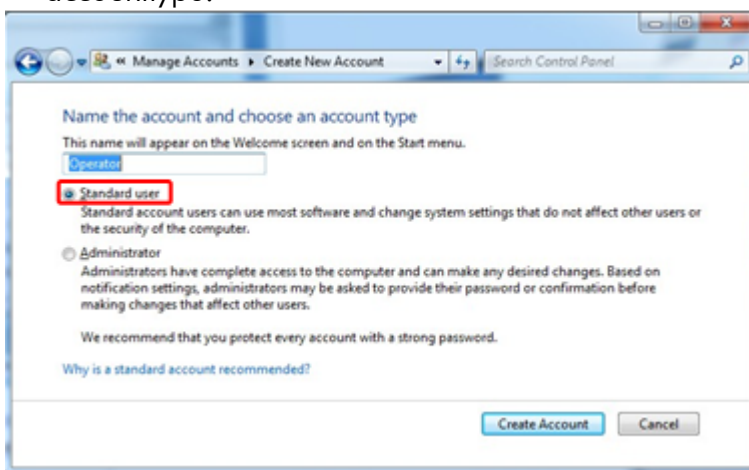 « Manage Accounts ▸ Create New Account
Search Control Panel
Name the account and choose an account type
This name will appear on the Welcome screen and on the Start menu.
Operator
Standard user
Standard account users can use most software and change system settings that do not affect other users or
the security of the computer.
Administrator
Administrators have complete access to the computer and can make any desired changes. Based on
notification settings, administrators may be asked to provide their password or confirmation before
making changes that affect other users.
We recommend that you protect every account with a strong password.
Why is a standard account recommended?
Create Account Cancel